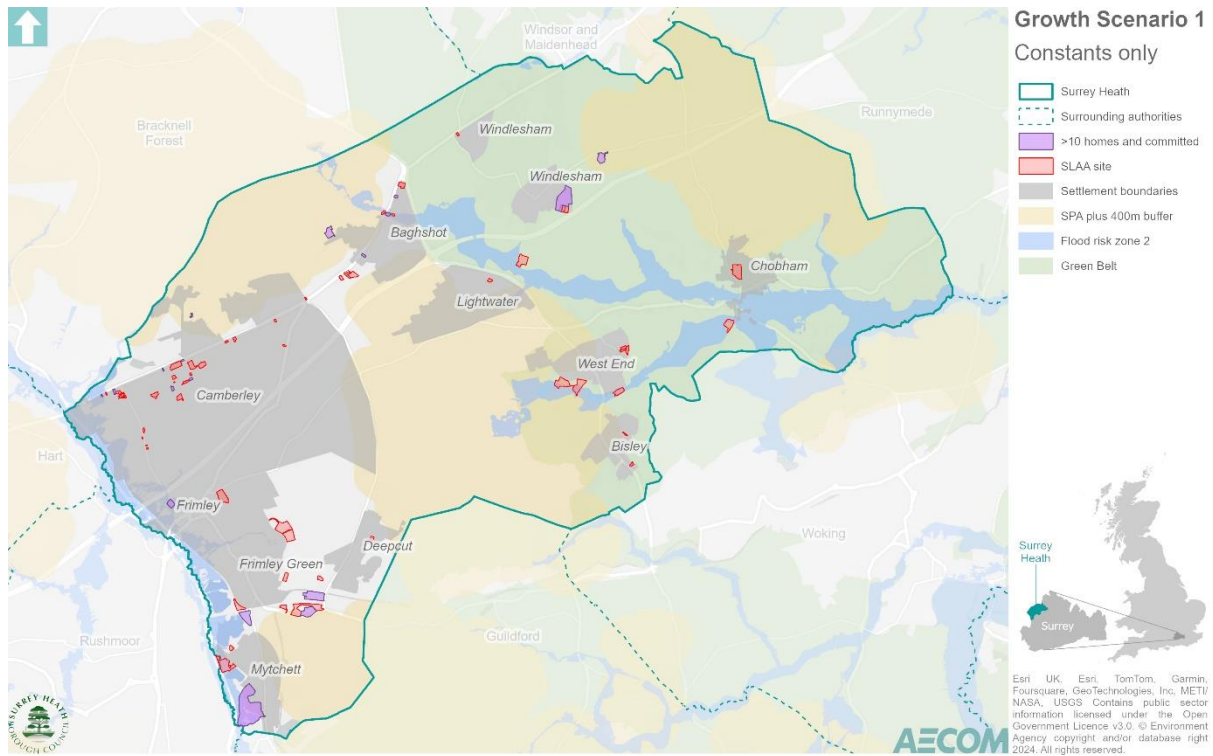 Growth Scenario 1
Constants only
Surrey Heath
Surrounding authorities
>10 homes and committed
SLAA site
Settlement boundaries
SPA plus 400m buffer
Flood risk zone 2
Green Belt
Windsor and
Maidenhead
Bracknell
Forest
Runnymede
Windlesham
Windlesham
Baghshot
Chobham
Lightwater
West End
Camberley
Bisley
Hart
Frimley
Deepcut
Woking
Frimley Green
Rushmoor
Guildford
Mytchett
Surrey
Heath
Surrey
SURREY HEATH
BOROUGH COUNCIL
AECOM
Esri UK, Esri, TomTom, Garmin,
Foursquare, GeoTechnologies, Inc, METI/
NASA, USGS Contains public sector
information licensed under the Open
Government Licence v3.0. © Environment
Agency copyright and/or database right
2024. All rights reserved.